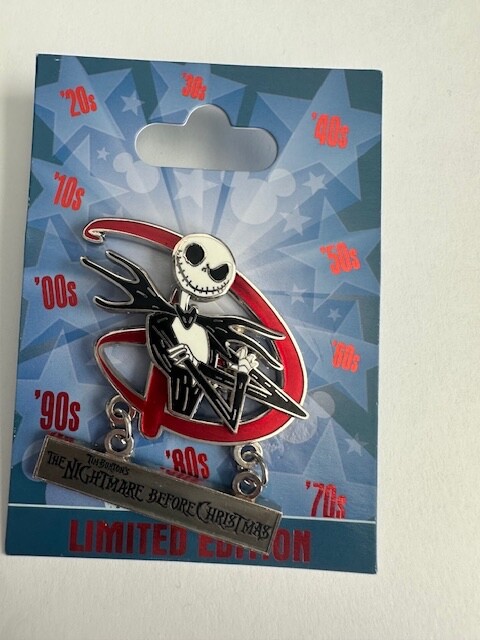 '20s
'30s
'40s
'10s
'50s
'00s
'60s
'90s
'80s
'70s
TIM BURTON'S
THE NIGHTMARE BEFORE CHRISTMAS
LIMITED EDITION